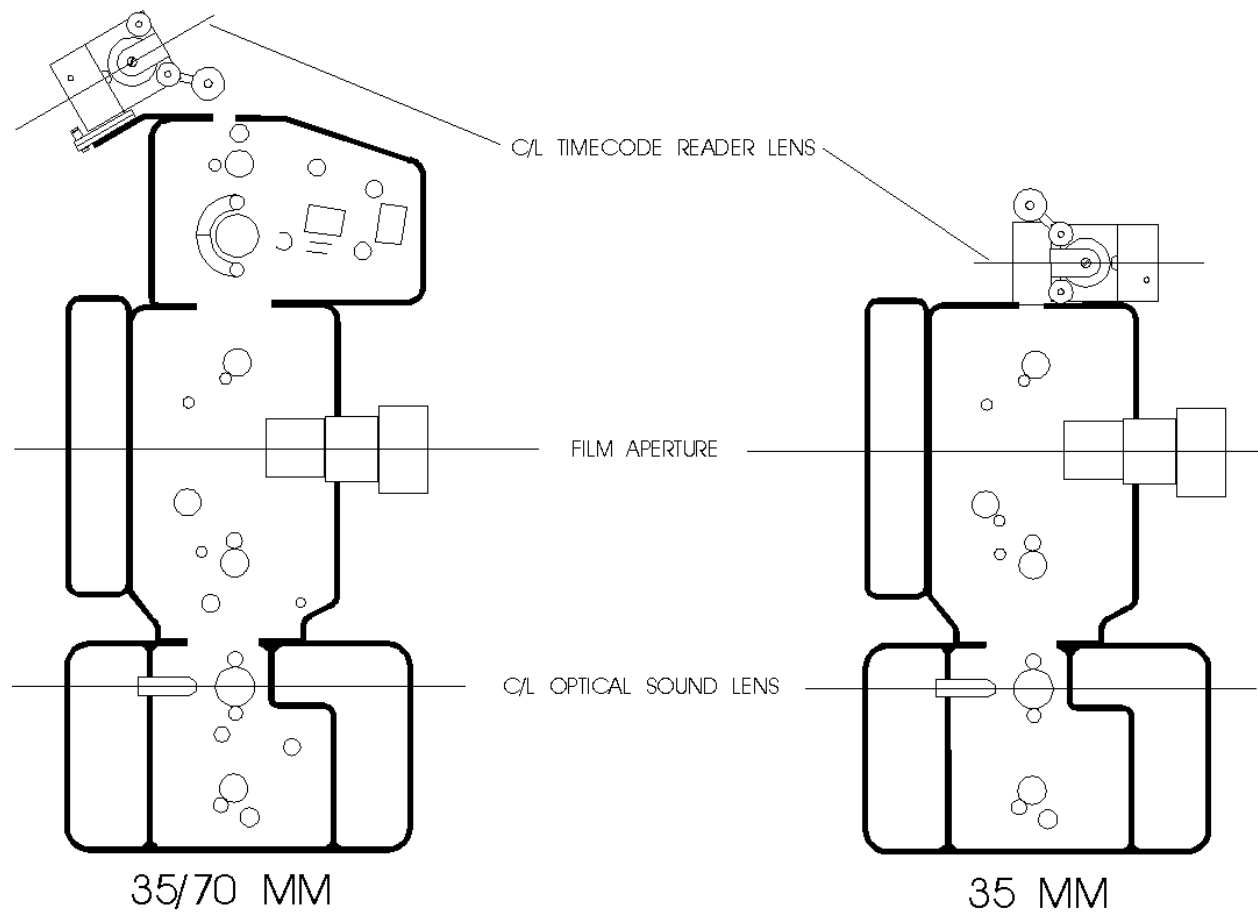 C/L TIMECODE READER LENS
FILM APERTURE
C/L OPTICAL SOUND LENS
35/70 MM
35 MM